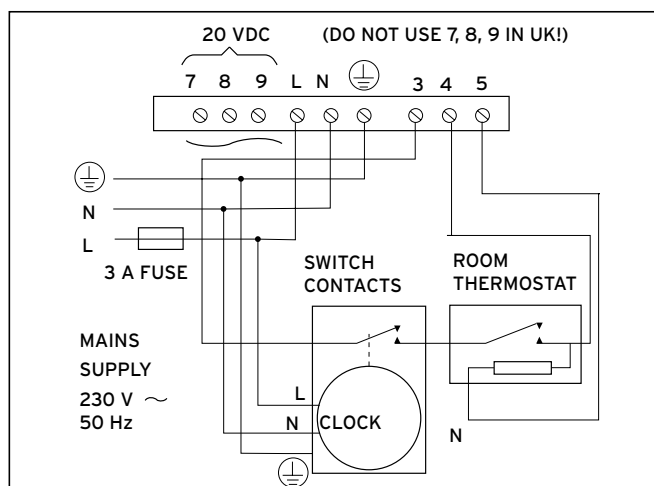 20 VDC (DO NOT USE 7, 8, 9 IN UK!)
7 8 9 L N 3 4 5
N
L
3 A FUSE
SWITCH
CONTACTS
ROOM
THERMOSTAT
MAINS
SUPPLY
230 V ~
50 Hz
L
N CLOCK
N